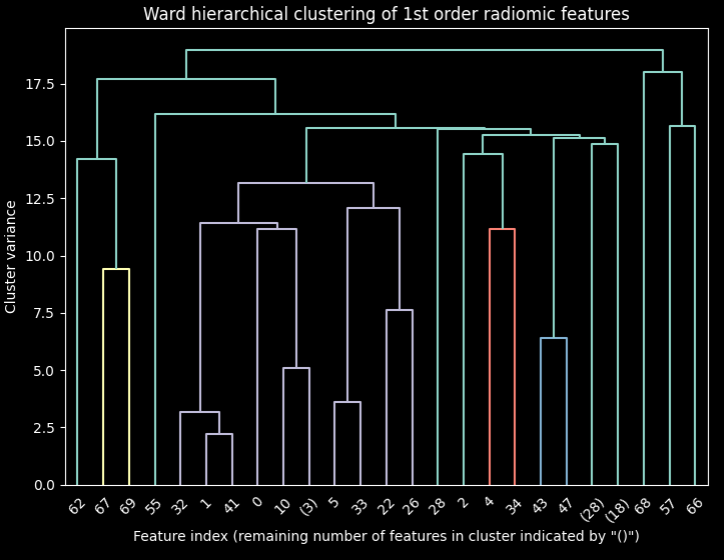 Ward hierarchical clustering of 1st order radiomic features
17.5
15.0
12.5
10.0
7.5
5.0
2.5
0.0
Cluster variance
62 67 69 55 32 1 41 0 10 (3) 5 33 22 26 28 2 4 34 43 47 (28) (18) 68 57 66
Feature index (remaining number of features in cluster indicated by "()")